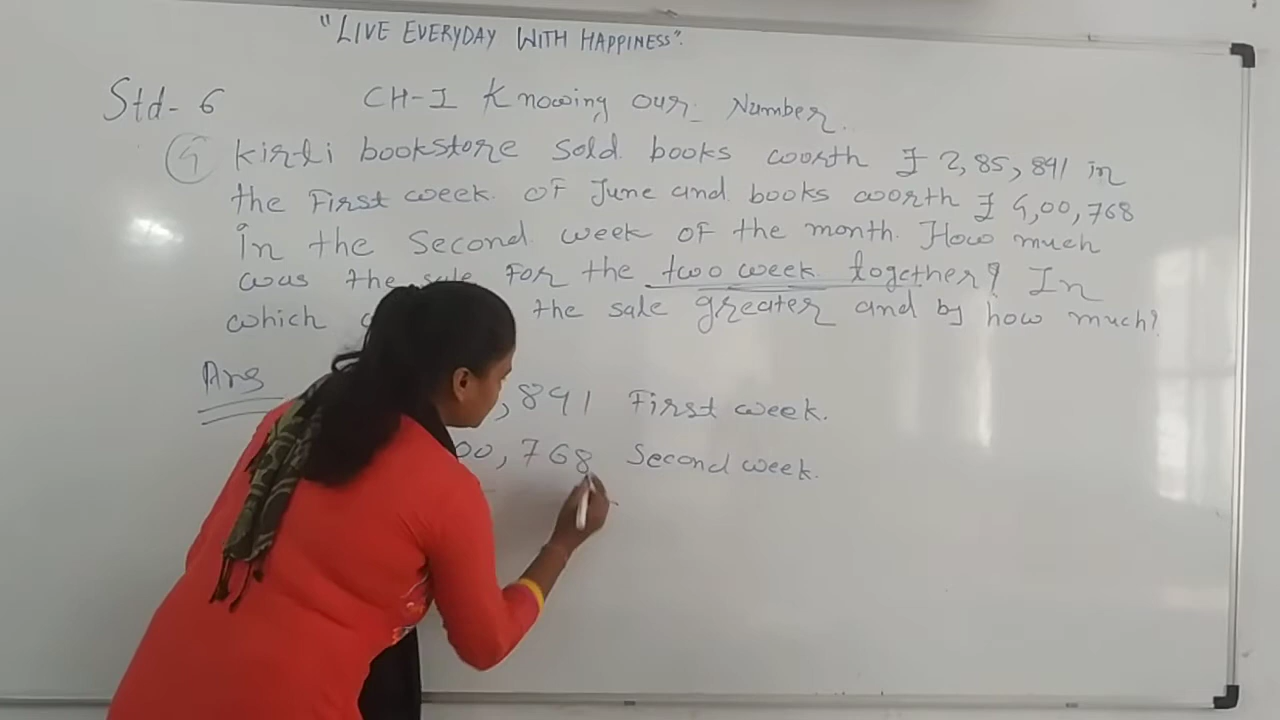 "LIVE EVERYDAY WITH HAPPINESS".
Std- 6 CH-I Knowing our Number.
4 Kirti bookstore sold books worth ₹ 2,85,891 in
the First week of June and books worth ₹ 4,00,768
in the second week of the month. How much
was the sale for the two week together? In
which the sale greater and by how much?
Ans
,891 First week.
00,768 Second week.